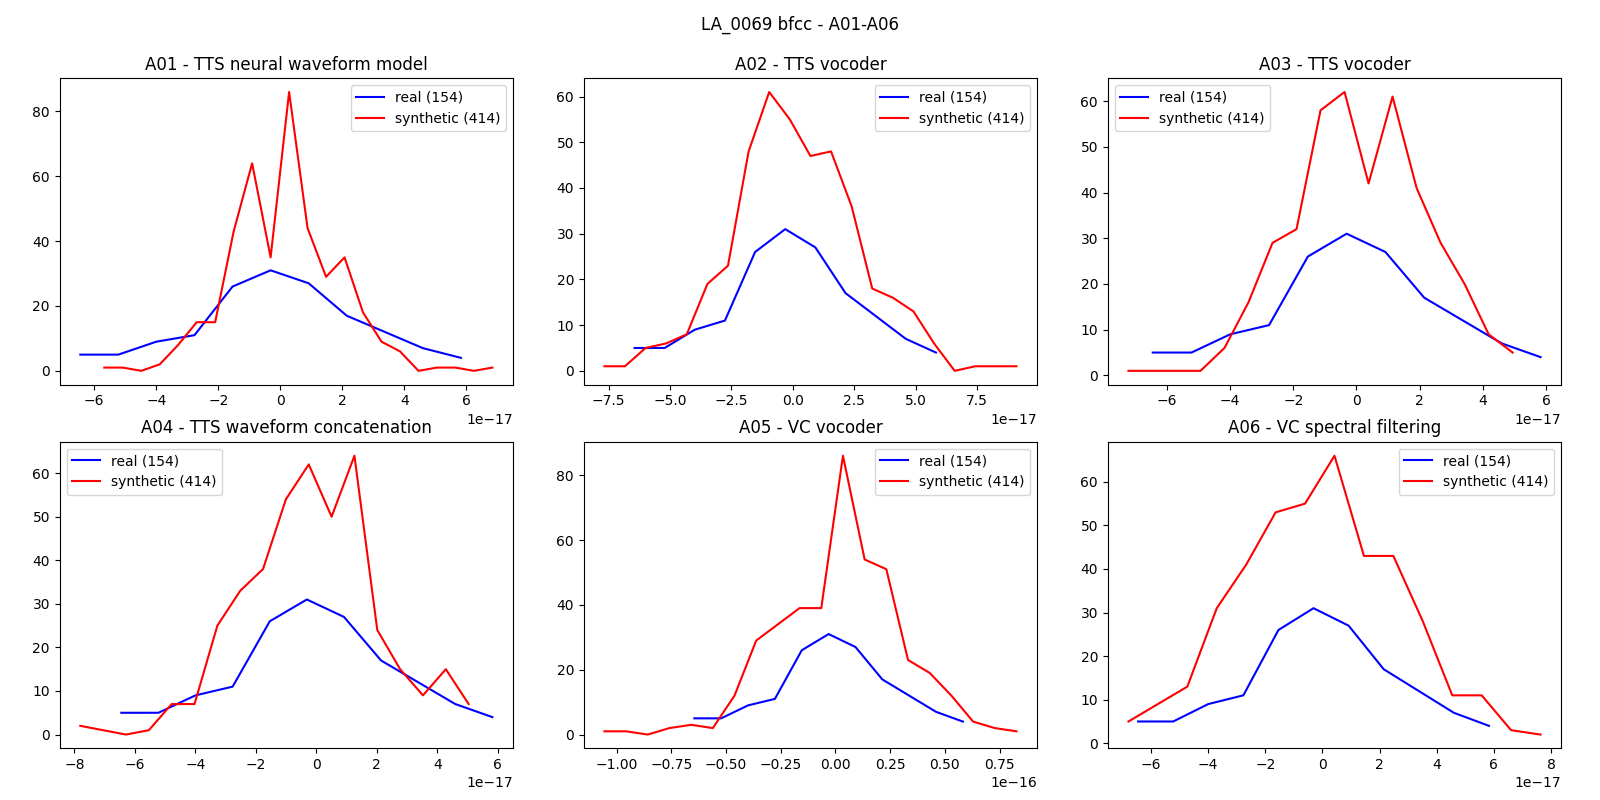 LA_0069 bfcc - A01-A06
A01 - TTS neural waveform model
real (154)
synthetic (414)
80
60
40
20
0
−6 −4 −2 0 2 4 6
1e−17
A02 - TTS vocoder
real (154)
synthetic (414)
60
50
40
30
20
10
0
−7.5 −5.0 −2.5 0.0 2.5 5.0 7.5
1e−17
A03 - TTS vocoder
real (154)
synthetic (414)
60
50
40
30
20
10
0
−6 −4 −2 0 2 4 6
1e−17
A04 - TTS waveform concatenation
real (154)
synthetic (414)
60
50
40
30
20
10
0
−8 −6 −4 −2 0 2 4 6
1e−17
A05 - VC vocoder
real (154)
synthetic (414)
80
60
40
20
0
−1.00 −0.75 −0.50 −0.25 0.00 0.25 0.50 0.75
1e−16
A06 - VC spectral filtering
real (154)
synthetic (414)
60
50
40
30
20
10
0
−6 −4 −2 0 2 4 6 8
1e−17